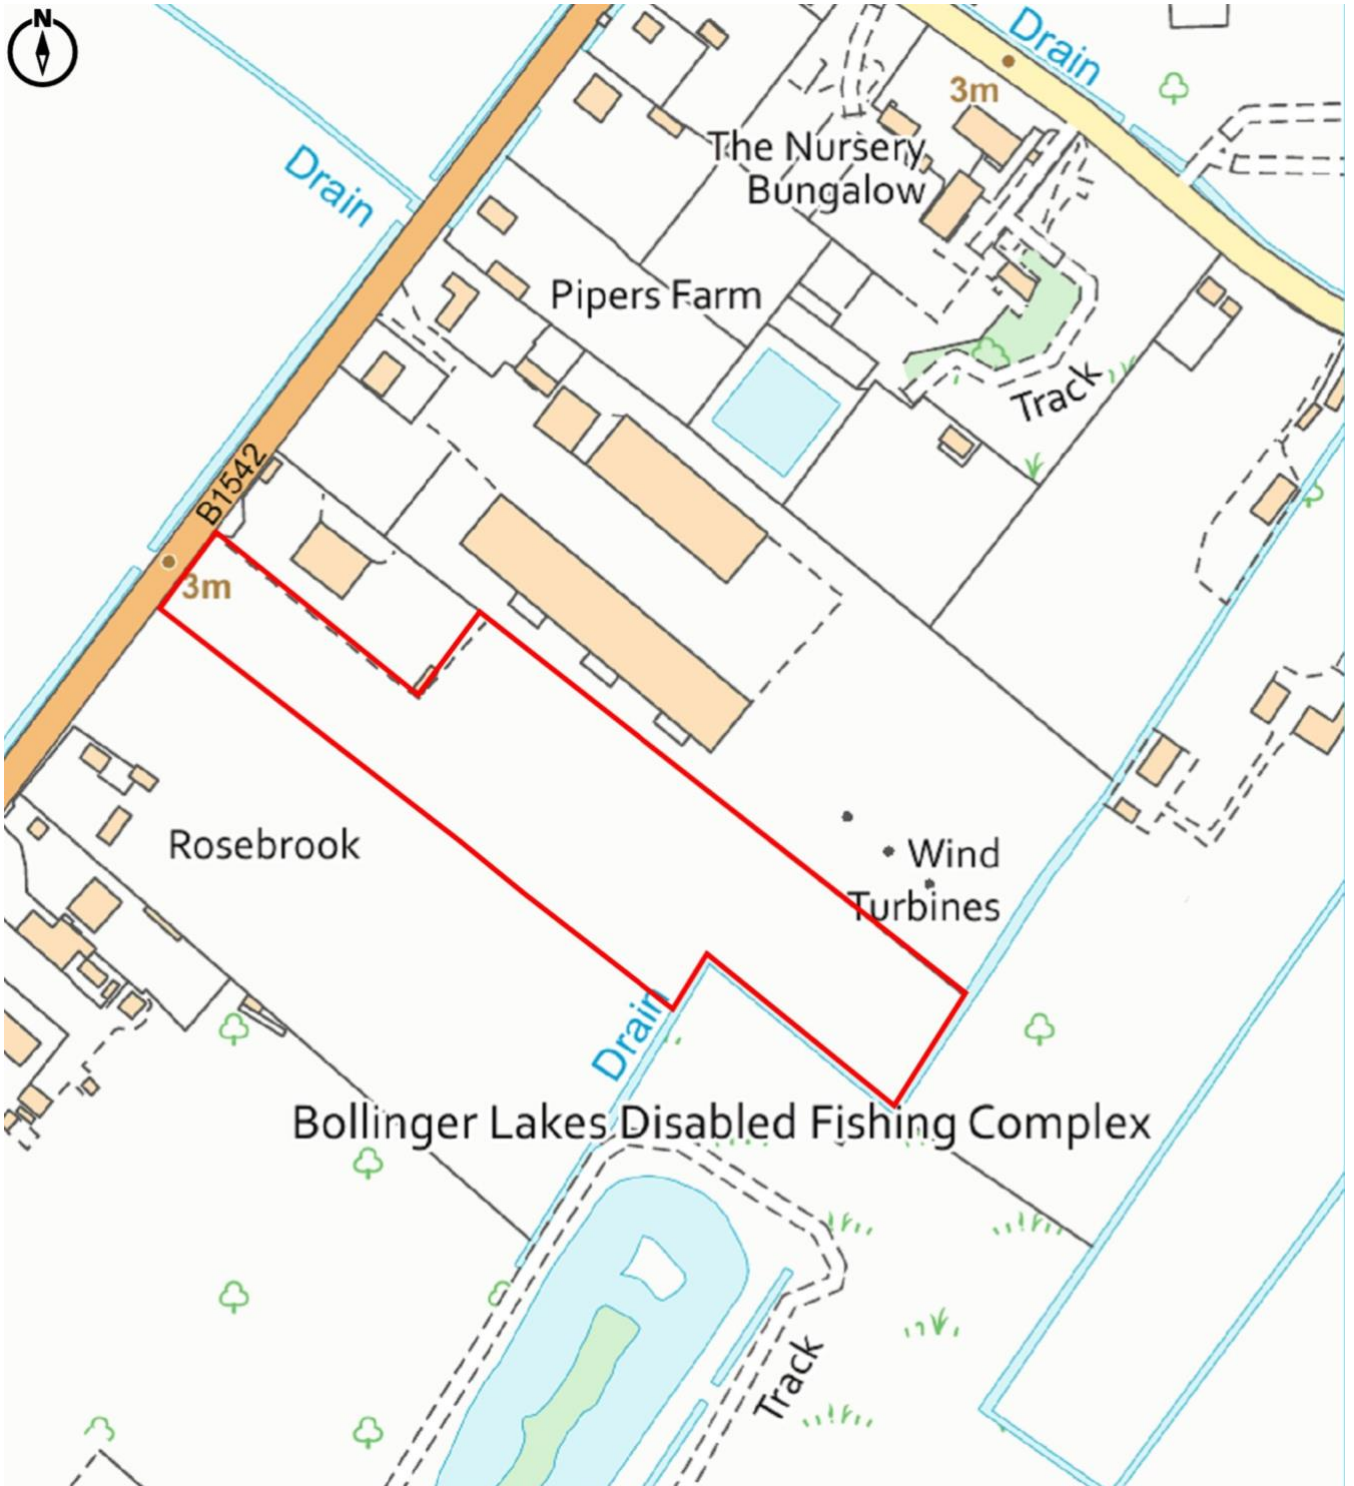 N
Drain
3m
The Nursery
Bungalow
Drain
Pipers Farm
Track
B1542
3m
Rosebrook
Wind
Turbines
Drain
Bollinger Lakes Disabled Fishing Complex
Track